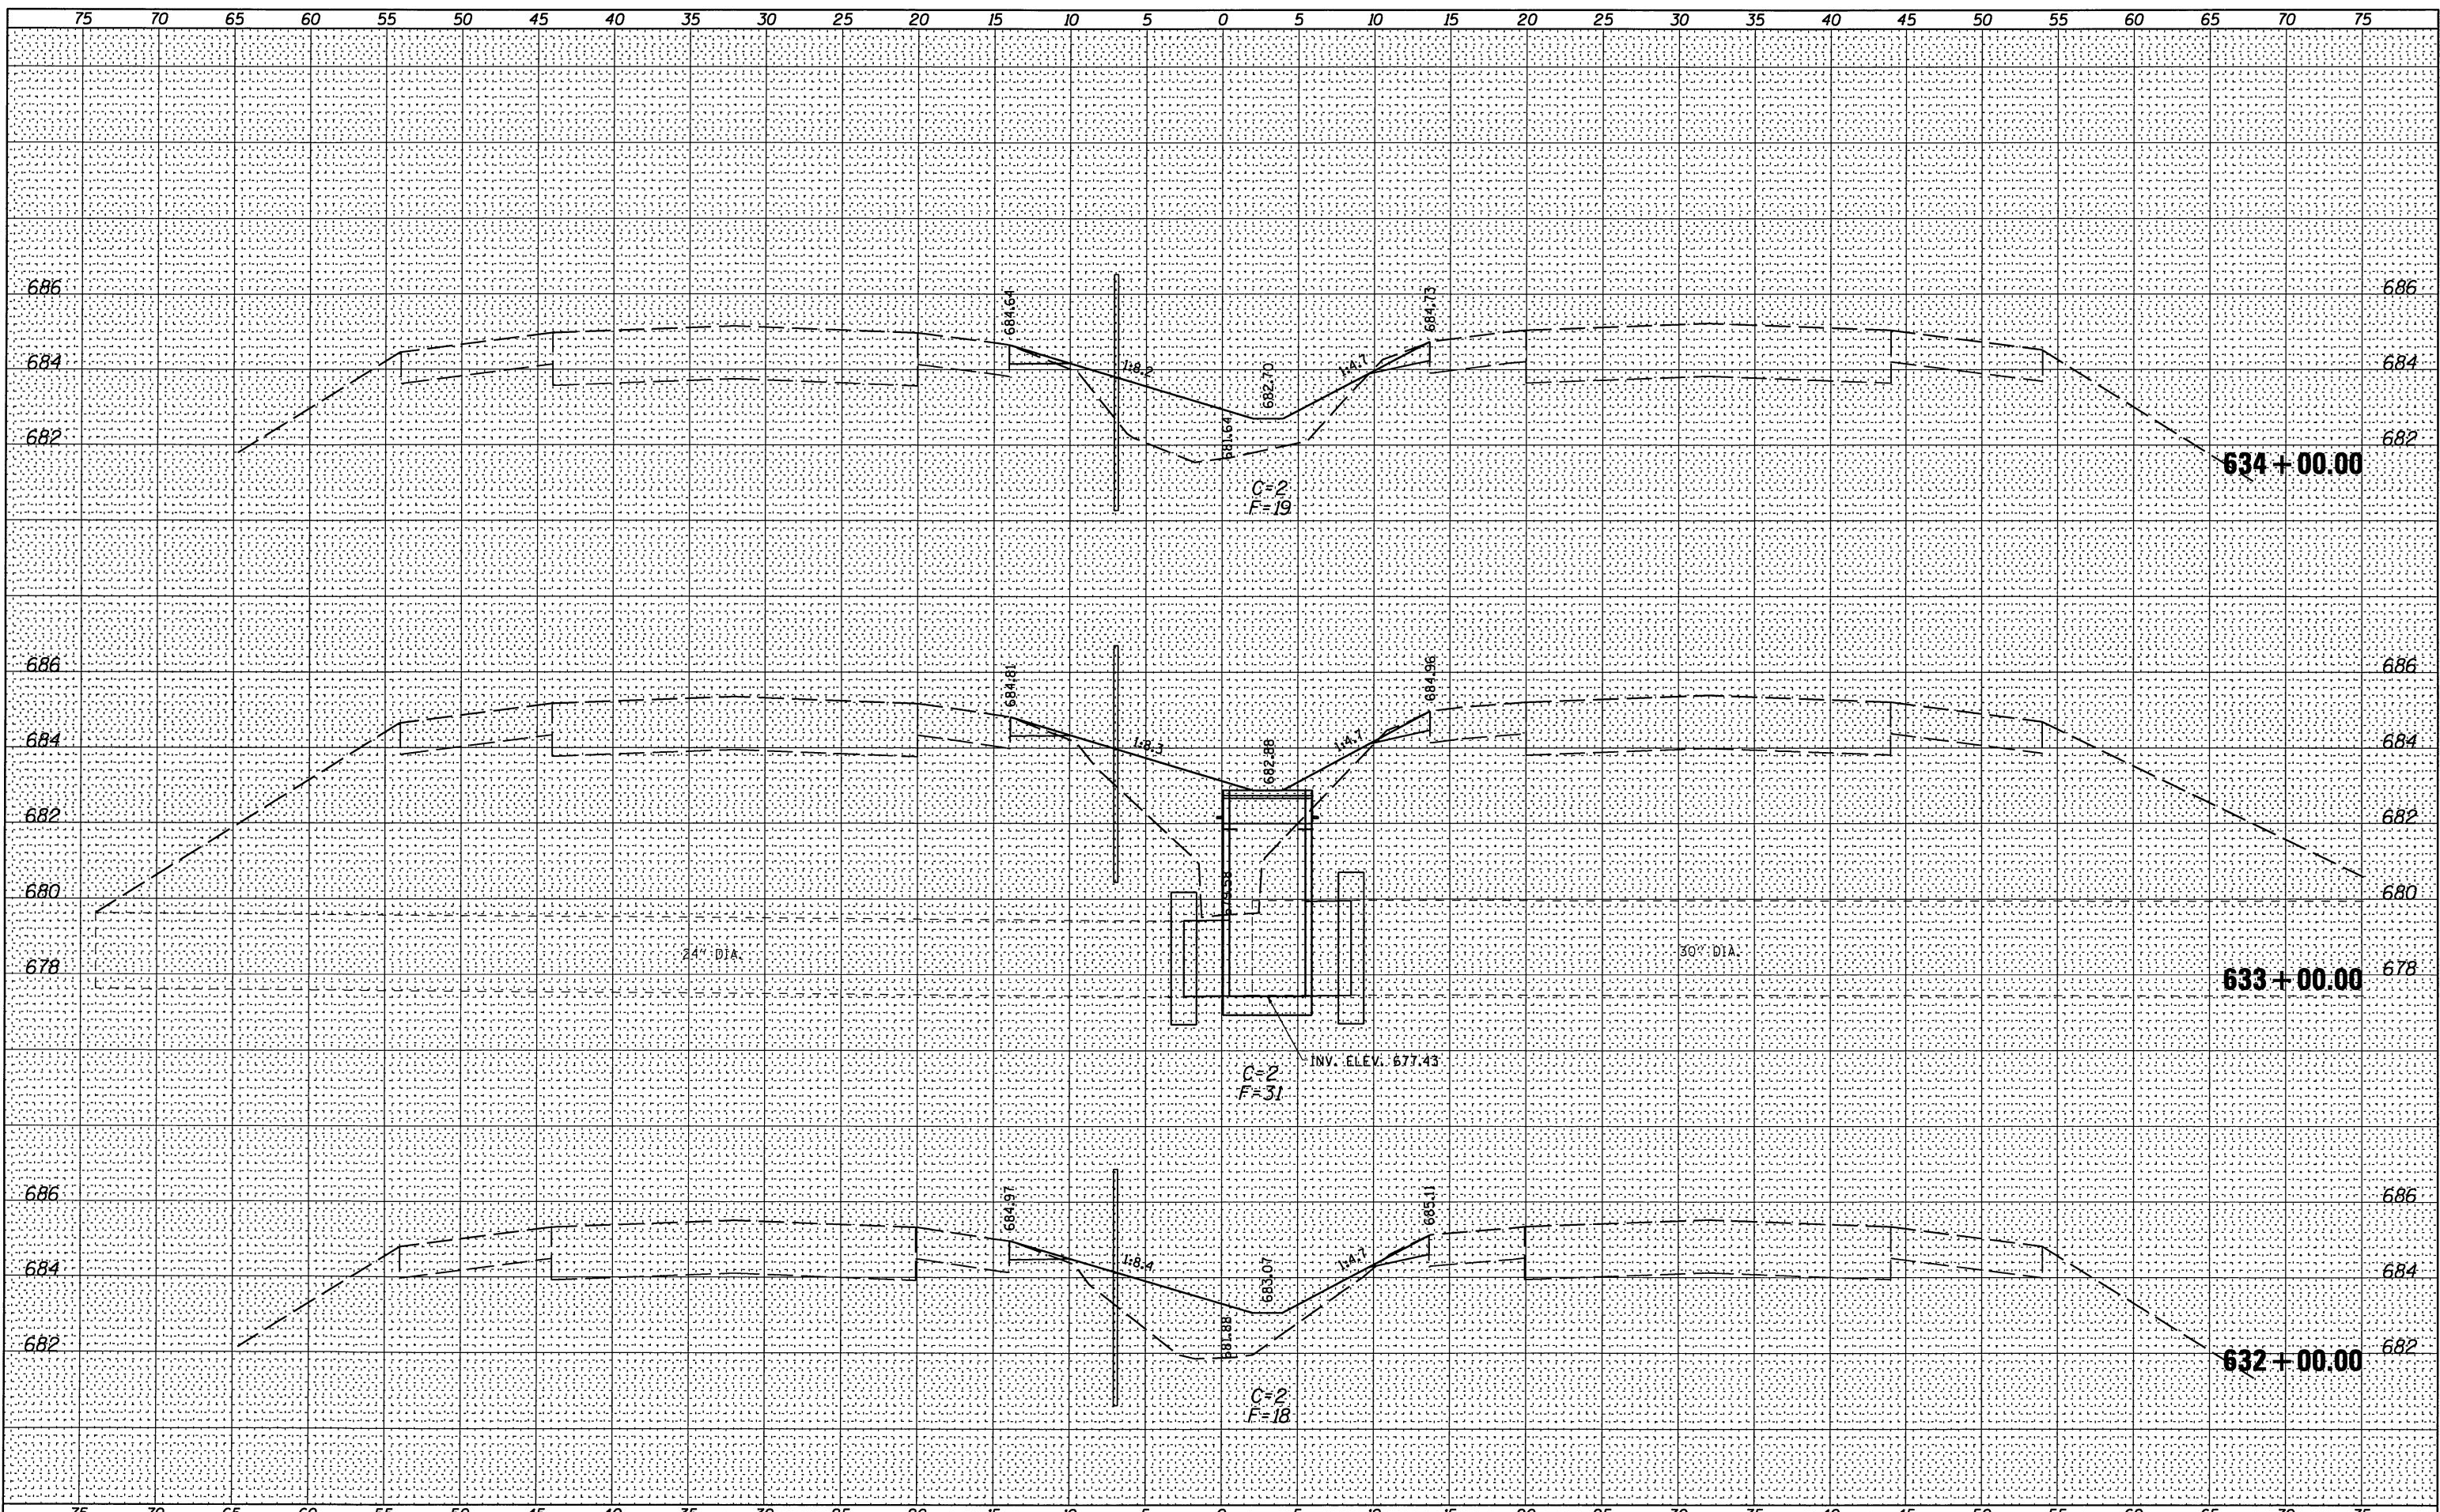 75 70 65 60 55 50 45 40 35 30 25 20 15 10 5 0 5 10 15 20 25 30 35 40 45 50 55 60 65 70 75
686 684.64 684.73 686
684 1:8.2 682.70 1:4.7 684
682 681.64 682
634+00.00
C=2
F=19
686 684.81 684.96 686
684 1:8.3 682.88 1:4.7 684
682 682
680 679.58 680
24" DIA. 30" DIA.
678 678
633+00.00
INV. ELEV. 677.43
C=2
F=31
686 684.97 685.11 686
684 1:8.4 683.07 1:4.7 684
682 681.88 682
632+00.00
C=2
F=18